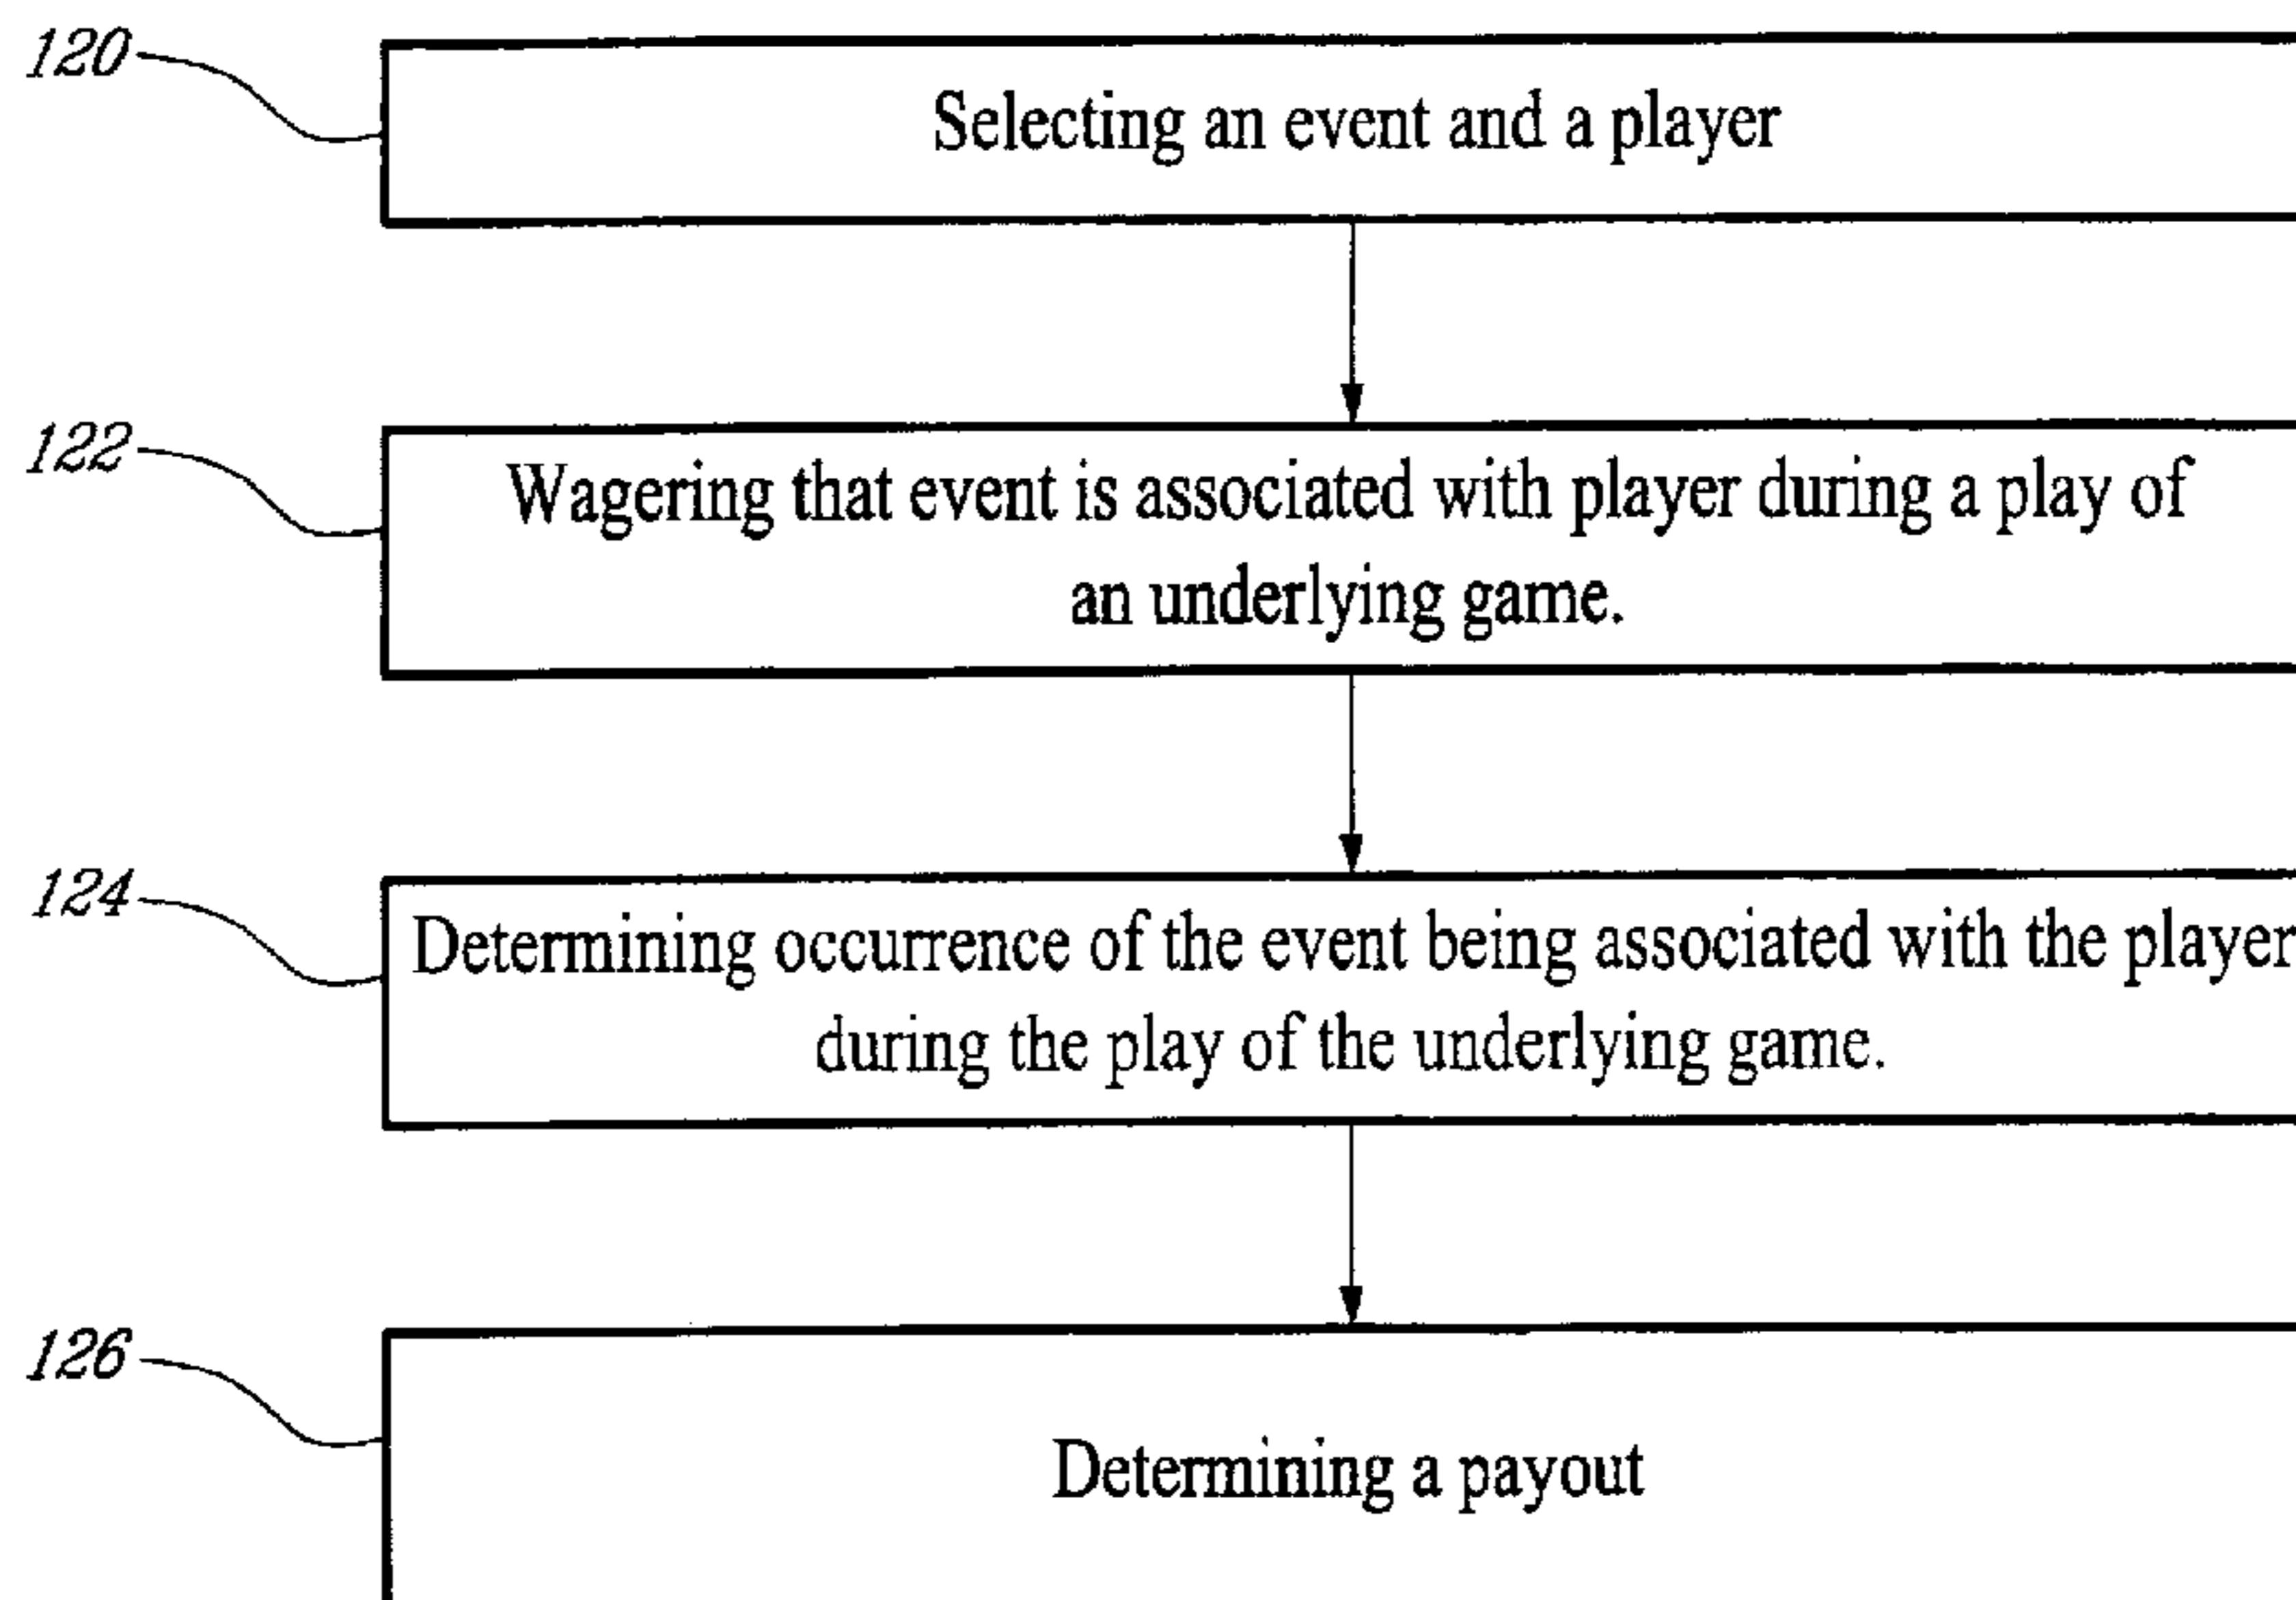 120
Selecting an event and a player
122
Wagering that event is associated with player during a play of
an underlying game.
124
Determining occurrence of the event being associated with the player
during the play of the underlying game.
126
Determining a payout